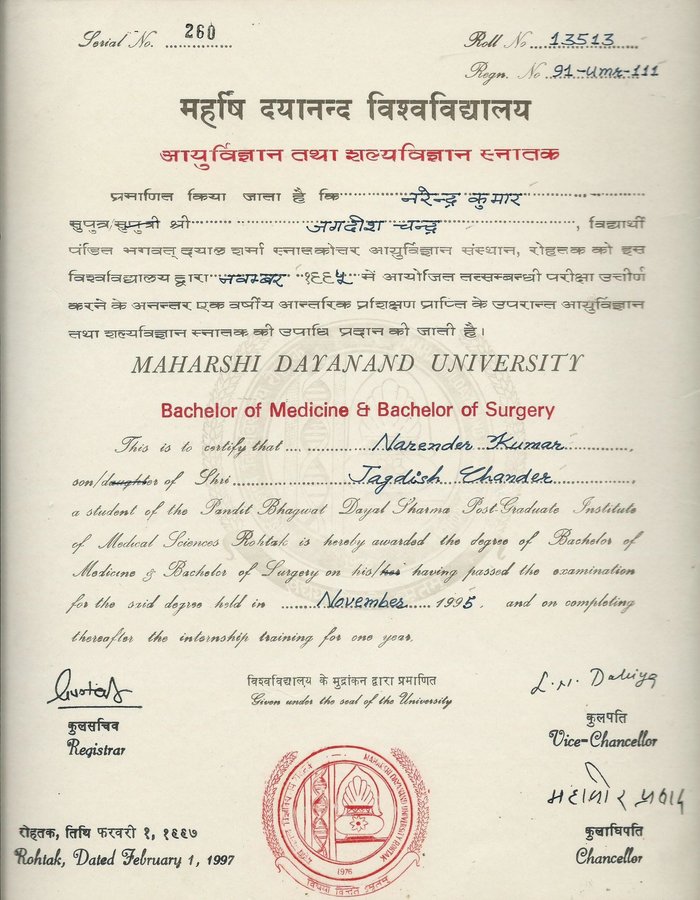 Serial No. 260
Roll No 13513
Regn. No 91-UMR-111
महर्षि दयानन्द विश्वविद्यालय
आयुर्विज्ञान तथा शल्यविज्ञान स्नातक
प्रमाणित किया जाता है कि नरेन्द्र कुमार
सुपुत्र/सुपुत्री श्री जगदीश चन्द्र, विद्यार्थी
पंडित भगवत् दयाल शर्मा स्नातकोत्तर आयुर्विज्ञान संस्थान, रोहतक को इस
विश्वविद्यालय द्वारा नवम्बर १९९५ में आयोजित तत्सम्बन्धी परीक्षा उत्तीर्ण
करने के अनन्तर एक वर्षीय आन्तरिक प्रशिक्षण प्राप्ति के उपरान्त आयुर्विज्ञान
तथा शल्यविज्ञान स्नातक की उपाधि प्रदान की जाती है।
MAHARSHI DAYANAND UNIVERSITY
Bachelor of Medicine & Bachelor of Surgery
This is to certify that Narender Kumar,
son/daughter of Shri Jagdish Chander,
a student of the Pandit Bhagwat Dayal Sharma Post-Graduate Institute
of Medical Sciences Rohtak is hereby awarded the degree of Bachelor of
Medicine & Bachelor of Surgery on his/her having passed the examination
for the said degree held in November 1995. and on completing
thereafter the internship training for one year.
विश्वविद्यालय के मुद्रांकन द्वारा प्रमाणित
Given under the seal of the University
कुलसचिव
Registrar
L.N. Dahiya
कुलपति
Vice-Chancellor
MAHARSHI DAYANAND UNIVERSITY ROHTAK
1976
महावीर प्रसाद
कुलाधिपति
Chancellor
रोहतक, तिथि फरवरी १, १९९७
Rohtak, Dated February 1, 1997